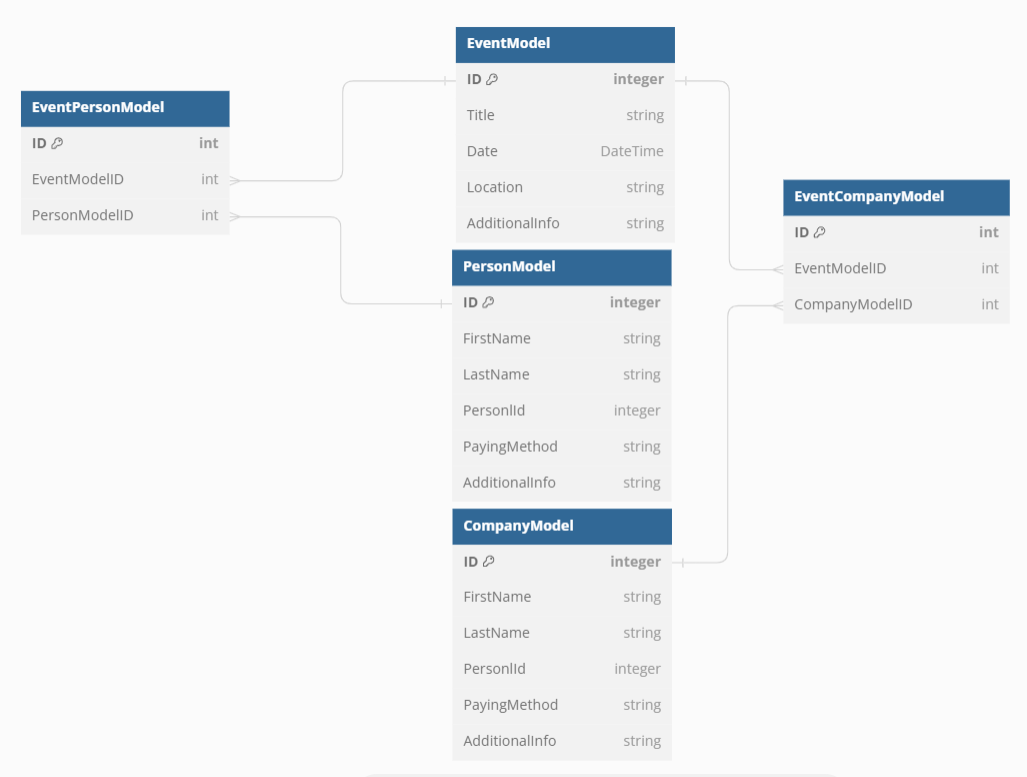 EventModel
ID integer
Title string
Date DateTime
Location string
AdditionalInfo string
EventPersonModel
ID int
EventModelID int
PersonModelID int
EventCompanyModel
ID int
EventModelID int
CompanyModelID int
PersonModel
ID integer
FirstName string
LastName string
PersonlId integer
PayingMethod string
AdditionalInfo string
CompanyModel
ID integer
FirstName string
LastName string
PersonlId integer
PayingMethod string
AdditionalInfo string